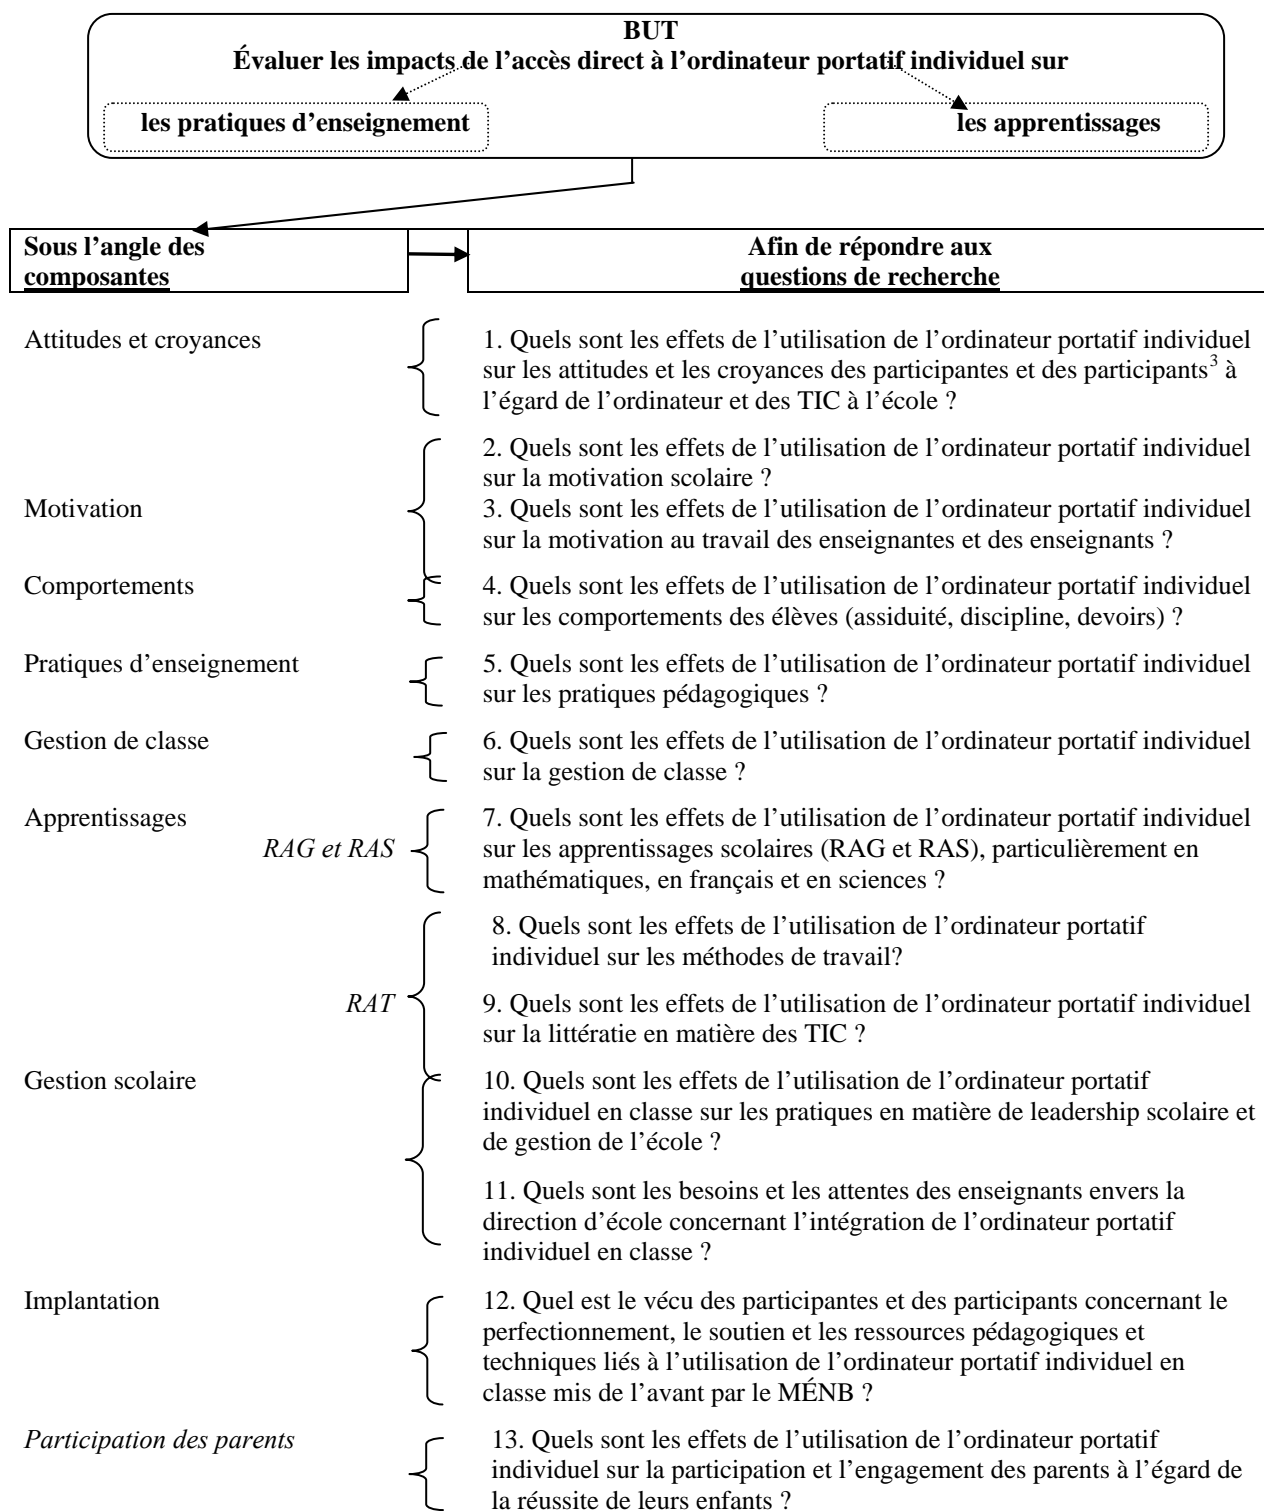 BUT
Évaluer les impacts de l’accès direct à l’ordinateur portatif individuel sur
les pratiques d’enseignement
les apprentissages
Sous l’angle des
composantes
Afin de répondre aux
questions de recherche
Attitudes et croyances
1. Quels sont les effets de l’utilisation de l’ordinateur portatif individuel
sur les attitudes et les croyances des participantes et des participants3 à
l’égard de l’ordinateur et des TIC à l’école ?
2. Quels sont les effets de l’utilisation de l’ordinateur portatif individuel
sur la motivation scolaire ?
Motivation
3. Quels sont les effets de l’utilisation de l’ordinateur portatif individuel
sur la motivation au travail des enseignantes et des enseignants ?
Comportements
4. Quels sont les effets de l’utilisation de l’ordinateur portatif individuel
sur les comportements des élèves (assiduité, discipline, devoirs) ?
Pratiques d’enseignement
5. Quels sont les effets de l’utilisation de l’ordinateur portatif individuel
sur les pratiques pédagogiques ?
Gestion de classe
6. Quels sont les effets de l’utilisation de l’ordinateur portatif individuel
sur la gestion de classe ?
Apprentissages
RAG et RAS
7. Quels sont les effets de l’utilisation de l’ordinateur portatif individuel
sur les apprentissages scolaires (RAG et RAS), particulièrement en
mathématiques, en français et en sciences ?
8. Quels sont les effets de l’utilisation de l’ordinateur portatif
individuel sur les méthodes de travail?
RAT
9. Quels sont les effets de l’utilisation de l’ordinateur portatif individuel
sur la littératie en matière des TIC ?
Gestion scolaire
10. Quels sont les effets de l’utilisation de l’ordinateur portatif
individuel en classe sur les pratiques en matière de leadership scolaire et
de gestion de l’école ?
11. Quels sont les besoins et les attentes des enseignants envers la
direction d’école concernant l’intégration de l’ordinateur portatif
individuel en classe ?
Implantation
12. Quel est le vécu des participantes et des participants concernant le
perfectionnement, le soutien et les ressources pédagogiques et
techniques liés à l’utilisation de l’ordinateur portatif individuel en
classe mis de l’avant par le MÉNB ?
Participation des parents
13. Quels sont les effets de l’utilisation de l’ordinateur portatif
individuel sur la participation et l’engagement des parents à l’égard de
la réussite de leurs enfants ?